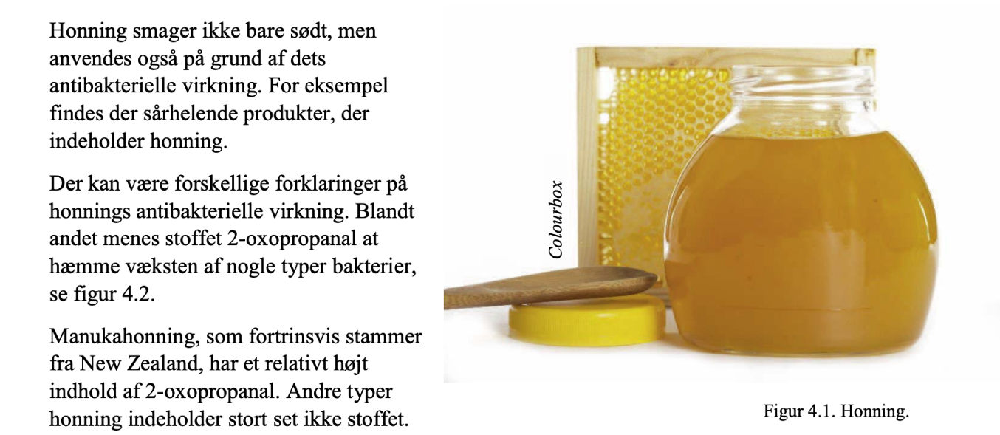 Honning smager ikke bare sødt, men
anvendes også på grund af dets
antibakterielle virkning. For eksempel
findes der sårhelende produkter, der
indeholder honning.
Der kan være forskellige forklaringer på
honnings antibakterielle virkning. Blandt
andet menes stoffet 2-oxopropanal at
hæmme væksten af nogle typer bakterier,
se figur 4.2.
Manukahonning, som fortrinsvis stammer
fra New Zealand, har et relativt højt
indhold af 2-oxopropanal. Andre typer
honning indeholder stort set ikke stoffet.
Colourbox
Figur 4.1. Honning.